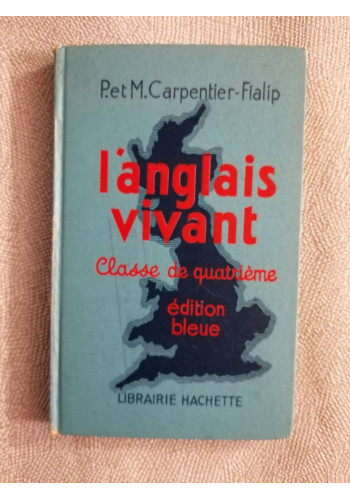 P. et M. Carpentier-Fialip
l'anglais
vivant
Classe de quatrième
édition
bleue
LIBRAIRIE HACHETTE